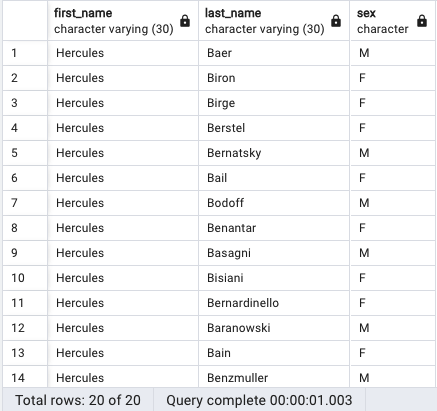 first_name last_name sex
character varying (30) character varying (30) character
1 Hercules Baer M
2 Hercules Biron F
3 Hercules Birge F
4 Hercules Berstel F
5 Hercules Bernatsky M
6 Hercules Bail F
7 Hercules Bodoff M
8 Hercules Benantar F
9 Hercules Basagni M
10 Hercules Bisiani F
11 Hercules Bernardinello F
12 Hercules Baranowski M
13 Hercules Bain F
14 Hercules Benzmuller M
Total rows: 20 of 20 Query complete 00:00:01.003